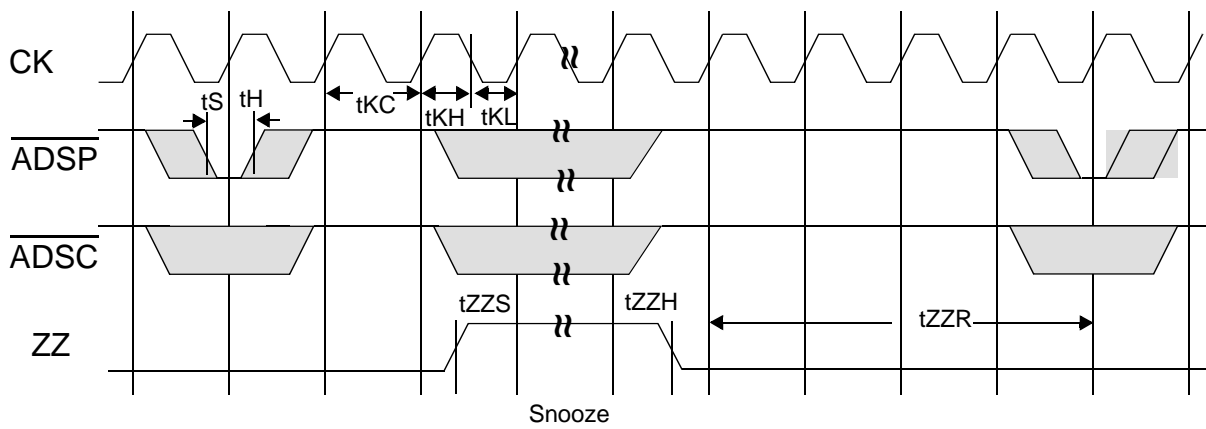 CK
tS
tH
tKC
tKH
tKL
ADSP
ADSC
tZZS
tZZH
tZZR
ZZ
Snooze